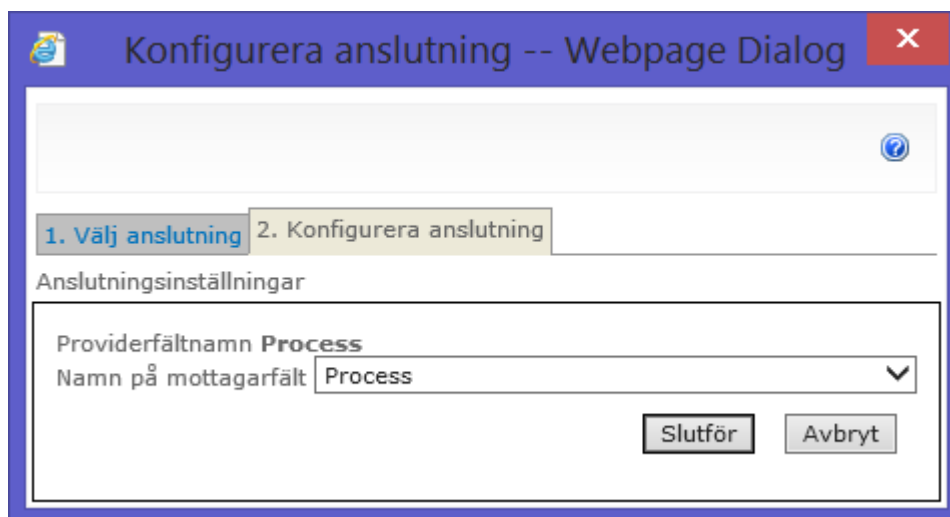 Konfigurera anslutning -- Webpage Dialog
1. Välj anslutning 2. Konfigurera anslutning
Anslutningsinställningar
Providerfältnamn Process
Namn på mottagarfält Process
Slutför Avbryt